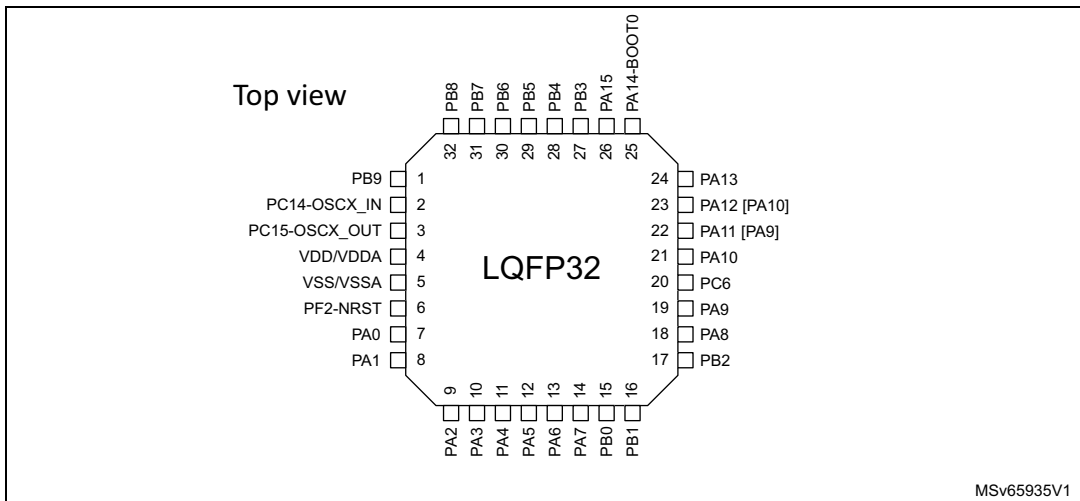 Top view
PB8
PB7
PB6
PB5
PB4
PB3
PA15
PA14-BOOT0
32
31
30
29
28
27
26
25
PB9 1
PC14-OSCX_IN 2
PC15-OSCX_OUT 3
VDD/VDDA 4
VSS/VSSA 5
PF2-NRST 6
PA0 7
PA1 8
LQFP32
24 PA13
23 PA12 [PA10]
22 PA11 [PA9]
21 PA10
20 PC6
19 PA9
18 PA8
17 PB2
9
10
11
12
13
14
15
16
PA2
PA3
PA4
PA5
PA6
PA7
PB0
PB1
MSv65935V1